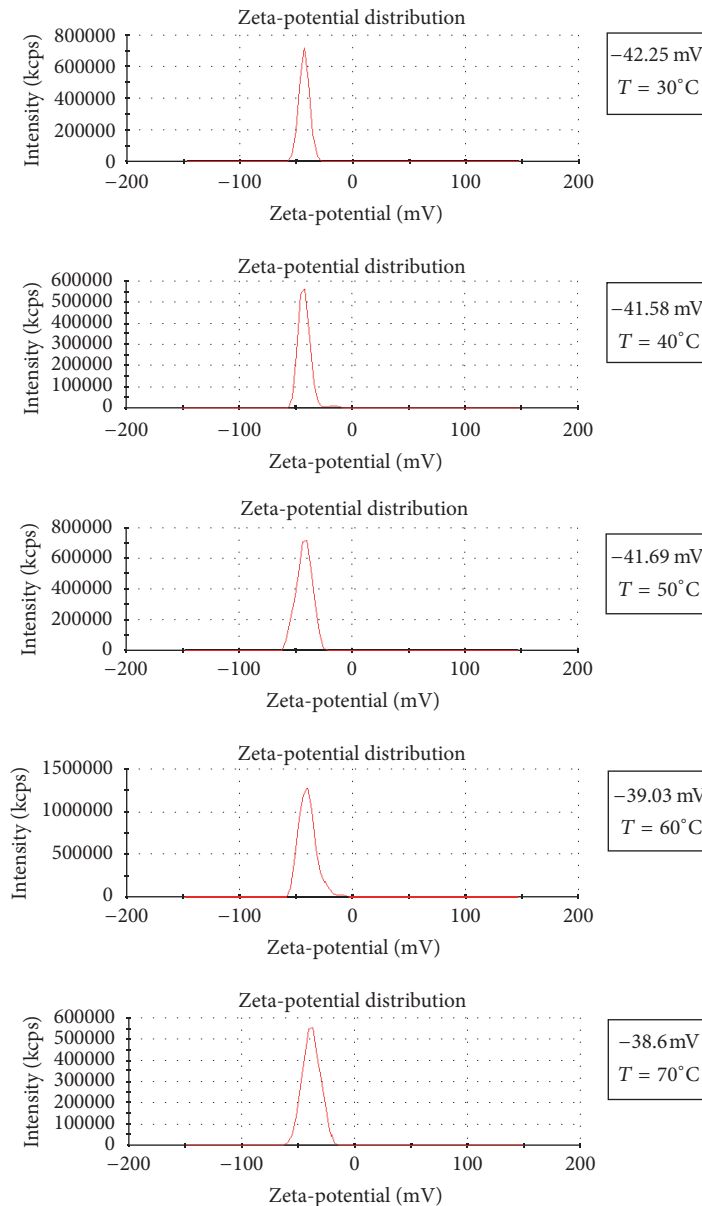 Zeta-potential distribution
Intensity (kcps)
800000
600000
400000
200000
0
−200 −100 0 100 200
Zeta-potential (mV)
−42.25 mV
T = 30°C
Zeta-potential distribution
Intensity (kcps)
600000
500000
400000
300000
200000
100000
0
−200 −100 0 100 200
Zeta-potential (mV)
−41.58 mV
T = 40°C
Zeta-potential distribution
Intensity (kcps)
800000
600000
400000
200000
0
−200 −100 0 100 200
Zeta-potential (mV)
−41.69 mV
T = 50°C
Zeta-potential distribution
Intensity (kcps)
1500000
1000000
500000
0
−200 −100 0 100 200
Zeta-potential (mV)
−39.03 mV
T = 60°C
Zeta-potential distribution
Intensity (kcps)
600000
500000
400000
300000
200000
100000
0
−200 −100 0 100 200
Zeta-potential (mV)
−38.6 mV
T = 70°C